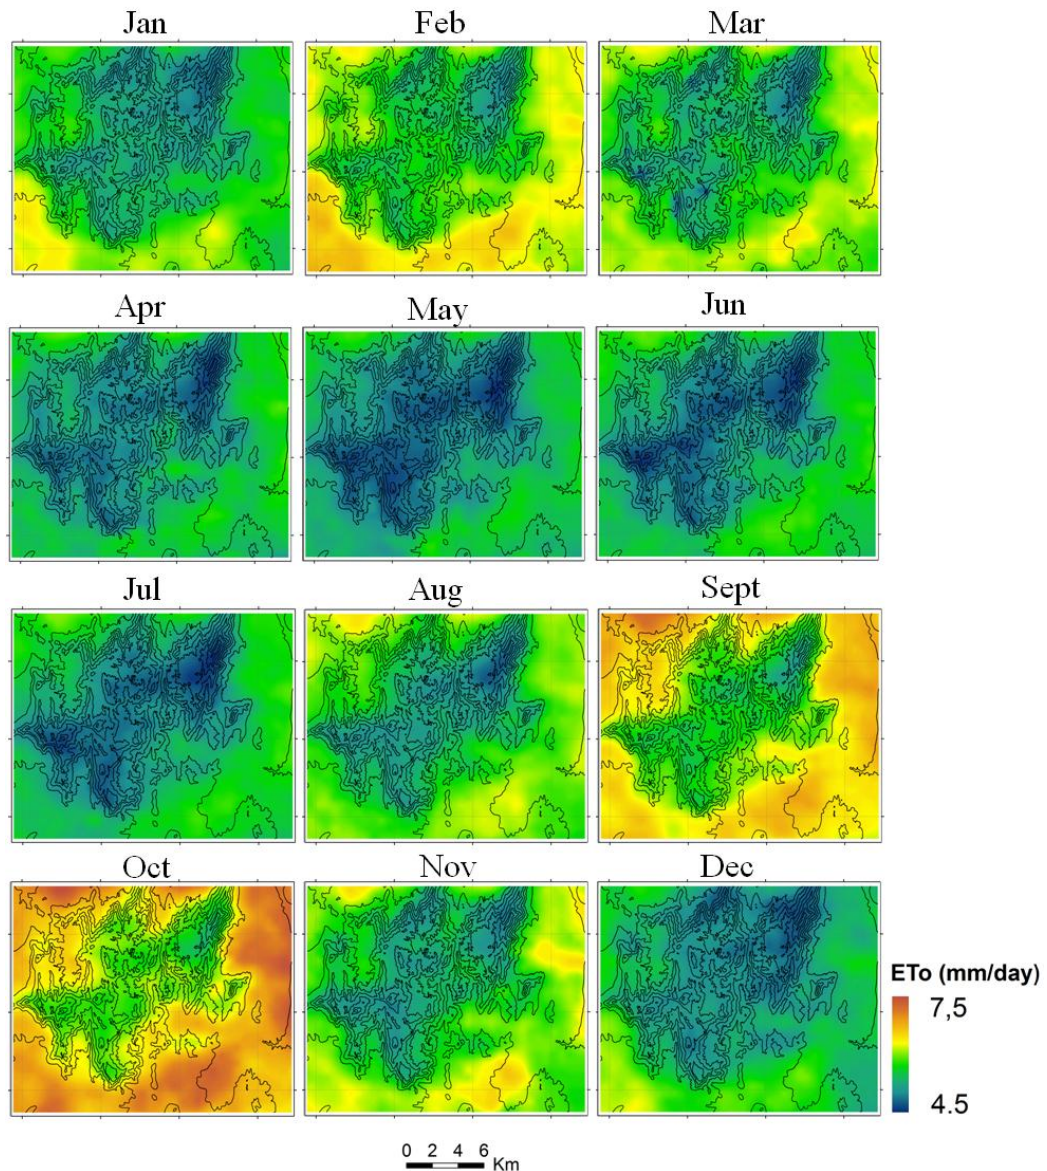 Jan Feb Mar
Apr May Jun
Jul Aug Sept
Oct Nov Dec
ETo (mm/day)
7,5
4.5
0 2 4 6
Km